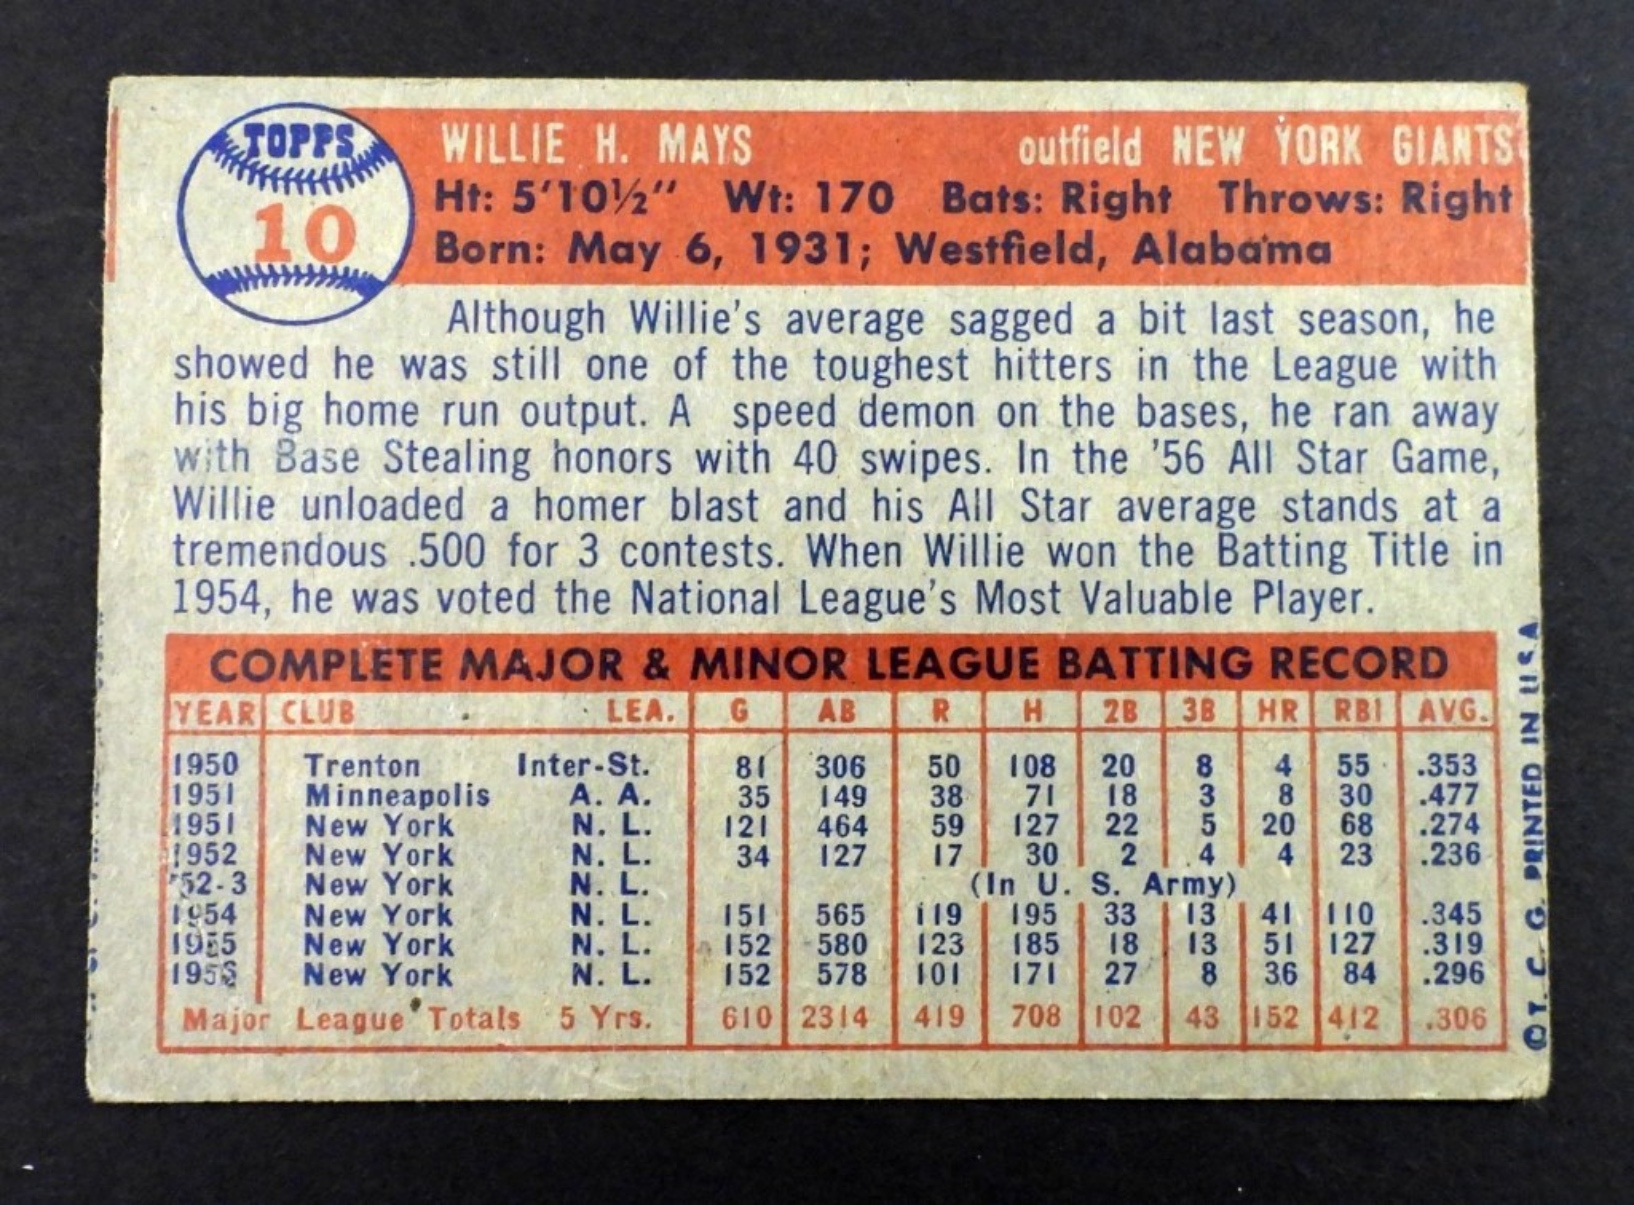 TOPPS
10
WILLIE H. MAYS outfield NEW YORK GIANTS
Ht: 5'10½" Wt: 170 Bats: Right Throws: Right
Born: May 6, 1931; Westfield, Alabama
Although Willie's average sagged a bit last season, he
showed he was still one of the toughest hitters in the League with
his big home run output. A speed demon on the bases, he ran away
with Base Stealing honors with 40 swipes. In the '56 All Star Game,
Willie unloaded a homer blast and his All Star average stands at a
tremendous .500 for 3 contests. When Willie won the Batting Title in
1954, he was voted the National League's Most Valuable Player.
COMPLETE MAJOR & MINOR LEAGUE BATTING RECORD
YEAR CLUB LEA. G AB R H 2B 3B HR RBI AVG.
1950 Trenton Inter-St. 81 306 50 108 20 8 4 55 .353
1951 Minneapolis A. A. 35 149 38 71 18 3 8 30 .477
1951 New York N. L. 121 464 59 127 22 5 20 68 .274
1952 New York N. L. 34 127 17 30 2 4 4 23 .236
'52-3 New York N. L. (In U. S. Army)
1954 New York N. L. 151 565 119 195 33 13 41 110 .345
1955 New York N. L. 152 580 123 185 18 13 51 127 .319
1956 New York N. L. 152 578 101 171 27 8 36 84 .296
Major League Totals 5 Yrs. 610 2314 419 708 102 43 152 412 .306
©T. C. G. PRINTED IN U.S.A.